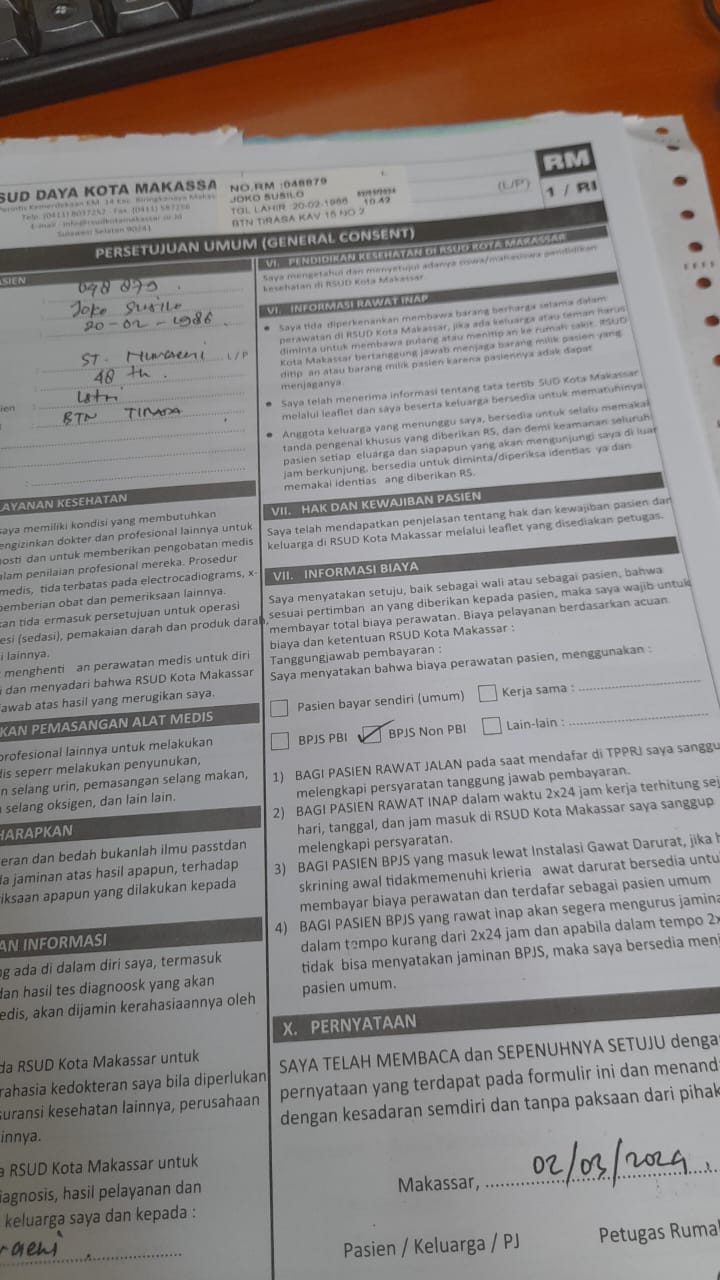 SUD DAYA KOTA MAKASSA
Perintis Kemerdekaan KM. 14 Kec. Biringkanaya Makas
Telp. (0411) 8037252 - Fax. (0411) 587256
E-mail : info@rsudkotamakassar.or.id
Sulawesi Selatan 90241
NO.RM :048879
JOKO SUSILO
TGL LAHIR 20-02-1986
10.42
BTN TIRASA KAV 15 NO 2
(L/P)
RM
1 / RI
PERSETUJUAN UMUM (GENERAL CONSENT)
ASIEN
Joko Susilo
20-02-1986
L/P
48 th
ien
BTN
AYANAN KESEHATAN
saya memiliki kondisi yang membutuhkan
engizinkan dokter dan profesional lainnya untuk
nosti dan untuk memberikan pengobatan medis
alam penilaian profesional mereka. Prosedur
medis, tida terbatas pada electrocadiograms, x-
pemberian obat dan pemeriksaan lainnya.
kan tida ermasuk persetujuan untuk operasi
esi (sedasi), pemakaian darah dan produk darah,
i lainnya.
menghenti an perawatan medis untuk diri
i dan menyadari bahwa RSUD Kota Makassar
awab atas hasil yang merugikan saya.
KAN PEMASANGAN ALAT MEDIS
profesional lainnya untuk melakukan
lis seperr melakukan penyunukan,
n selang urin, pemasangan selang makan,
selang oksigen, dan lain lain.
HARAPKAN
eran dan bedah bukanlah ilmu passtdan
da jaminan atas hasil apapun, terhadap
iksaan apapun yang dilakukan kepada
AN INFORMASI
ng ada di dalam diri saya, termasuk
dan hasil tes diagnoosk yang akan
edis, akan dijamin kerahasiaannya oleh
da RSUD Kota Makassar untuk
rahasia kedokteran saya bila diperlukan
suransi kesehatan lainnya, perusahaan
innya.
a RSUD Kota Makassar untuk
iagnosis, hasil pelayanan dan
keluarga saya dan kepada :
raeni
VI. PENDIDIKAN KESEHATAN DI RSUD KOTA MAKASSAR
Saya mengetahui dan menyetujui adanya siswa/mahasiswa pendidikan
kesehatan di RSUD Kota Makassar
VI. INFORMASI RAWAT INAP
• Saya tida diperkenankan membawa barang berharga selama dalam
perawatan di RSUD Kota Makassar, jika ada keluarga atau teman harus
diminta untuk membawa pulang atau menitip an ke rumah sakit. RSUD
Kota Makassar bertanggung jawab menjaga barang milik pasien yang
ditip an atau barang milik pasien karena pasiennya adak dapat
menjaganya.
• Saya telah menerima informasi tentang tata tertib SUD Kota Makassar
melalui leaflet dan saya beserta keluarga bersedia untuk mematuhinya
• Anggota keluarga yang menunggu saya, bersedia untuk selalu memakai
tanda pengenal khusus yang diberikan RS, dan demi keamanan seluruh
pasien setiap eluarga dan siapapun yang akan mengunjungi saya di luar
jam berkunjung, bersedia untuk diminta/diperiksa identias ya dan
memakai identias ang diberikan RS.
VII. HAK DAN KEWAJIBAN PASIEN
Saya telah mendapatkan penjelasan tentang hak dan kewajiban pasien dan
keluarga di RSUD Kota Makassar melalui leaflet yang disediakan petugas.
VII. INFORMASI BIAYA
Saya menyatakan setuju, baik sebagai wali atau sebagai pasien, bahwa
sesuai pertimban an yang diberikan kepada pasien, maka saya wajib untuk
membayar total biaya perawatan. Biaya pelayanan berdasarkan acuan
biaya dan ketentuan RSUD Kota Makassar :
Tanggungjawab pembayaran :
Saya menyatakan bahwa biaya perawatan pasien, menggunakan :
Pasien bayar sendiri (umum) Kerja sama :
BPJS PBI BPJS Non PBI Lain-lain :
1) BAGI PASIEN RAWAT JALAN pada saat mendafar di TPPRJ saya sanggu
melengkapi persyaratan tanggung jawab pembayaran.
2) BAGI PASIEN RAWAT INAP dalam waktu 2x24 jam kerja terhitung sej
hari, tanggal, dan jam masuk di RSUD Kota Makassar saya sanggup
melengkapi persyaratan.
3) BAGI PASIEN BPJS yang masuk lewat Instalasi Gawat Darurat, jika h
skrining awal tidakmemenuhi krieria awat darurat bersedia untu
membayar biaya perawatan dan terdafar sebagai pasien umum
4) BAGI PASIEN BPJS yang rawat inap akan segera mengurus jamina
dalam tempo kurang dari 2x24 jam dan apabila dalam tempo 2x
tidak bisa menyatakan jaminan BPJS, maka saya bersedia menj
pasien umum.
X. PERNYATAAN
SAYA TELAH MEMBACA dan SEPENUHNYA SETUJU denga
pernyataan yang terdapat pada formulir ini dan menand
dengan kesadaran semdiri dan tanpa paksaan dari pihak
Makassar, 02/03/2024
Pasien / Keluarga / PJ Petugas Ruma